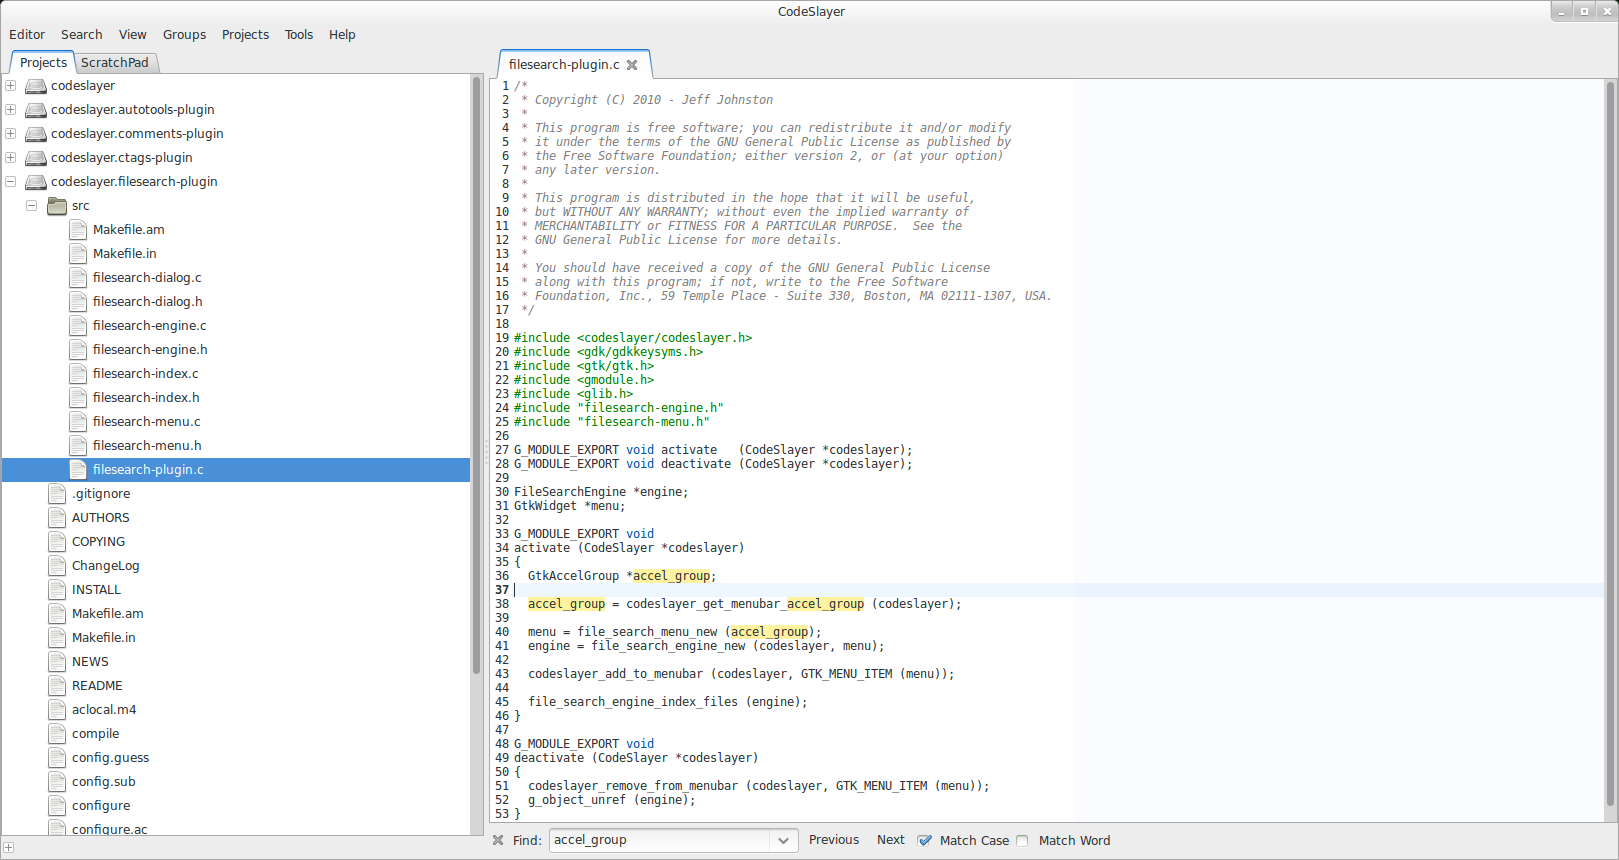 CodeSlayer
Editor Search View Groups Projects Tools Help
Projects ScratchPad
codeslayer
codeslayer.autotools-plugin
codeslayer.comments-plugin
codeslayer.ctags-plugin
codeslayer.filesearch-plugin
src
Makefile.am
Makefile.in
filesearch-dialog.c
filesearch-dialog.h
filesearch-engine.c
filesearch-engine.h
filesearch-index.c
filesearch-index.h
filesearch-menu.c
filesearch-menu.h
filesearch-plugin.c
.gitignore
AUTHORS
COPYING
ChangeLog
INSTALL
Makefile.am
Makefile.in
NEWS
README
aclocal.m4
compile
config.guess
config.sub
configure
configure.ac
filesearch-plugin.c
1 /*
2  * Copyright (C) 2010 - Jeff Johnston
3  *
4  * This program is free software; you can redistribute it and/or modify
5  * it under the terms of the GNU General Public License as published by
6  * the Free Software Foundation; either version 2, or (at your option)
7  * any later version.
8  *
9  * This program is distributed in the hope that it will be useful,
10  * but WITHOUT ANY WARRANTY; without even the implied warranty of
11  * MERCHANTABILITY or FITNESS FOR A PARTICULAR PURPOSE.  See the
12  * GNU General Public License for more details.
13  *
14  * You should have received a copy of the GNU General Public License
15  * along with this program; if not, write to the Free Software
16  * Foundation, Inc., 59 Temple Place - Suite 330, Boston, MA 02111-1307, USA.
17  */
18
19 #include <codeslayer/codeslayer.h>
20 #include <gdk/gdkkeysyms.h>
21 #include <gtk/gtk.h>
22 #include <gmodule.h>
23 #include <glib.h>
24 #include "filesearch-engine.h"
25 #include "filesearch-menu.h"
26
27 G_MODULE_EXPORT void activate   (CodeSlayer *codeslayer);
28 G_MODULE_EXPORT void deactivate (CodeSlayer *codeslayer);
29
30 FileSearchEngine *engine;
31 GtkWidget *menu;
32
33 G_MODULE_EXPORT void
34 activate (CodeSlayer *codeslayer)
35 {
36   GtkAccelGroup *accel_group;
37
38   accel_group = codeslayer_get_menubar_accel_group (codeslayer);
39
40   menu = file_search_menu_new (accel_group);
41   engine = file_search_engine_new (codeslayer, menu);
42
43   codeslayer_add_to_menubar (codeslayer, GTK_MENU_ITEM (menu));
44
45   file_search_engine_index_files (engine);
46 }
47
48 G_MODULE_EXPORT void
49 deactivate (CodeSlayer *codeslayer)
50 {
51   codeslayer_remove_from_menubar (codeslayer, GTK_MENU_ITEM (menu));
52   g_object_unref (engine);
53 }
Find: accel_group Previous Next Match Case Match Word